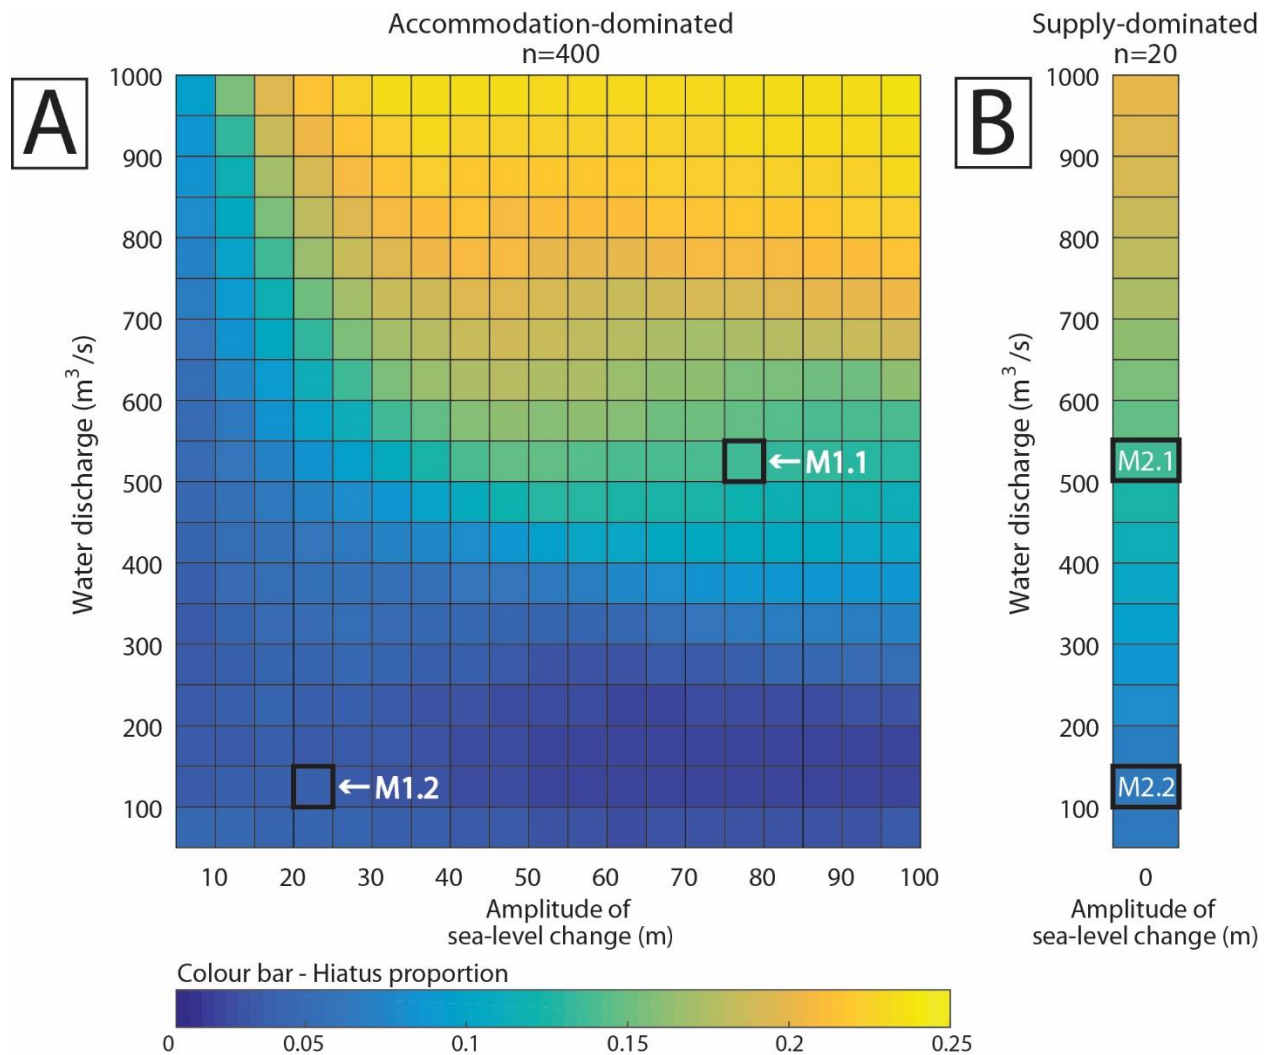 Accommodation-dominated
n=400
A
1000
900
800
700
600
500
400
300
200
100
Water discharge (m³/s)
←M1.1
←M1.2
10 20 30 40 50 60 70 80 90 100
Amplitude of
sea-level change (m)
Supply-dominated
n=20
B
1000
900
800
700
600
500
400
300
200
100
Water discharge (m³/s)
M2.1
M2.2
0
Amplitude of
sea-level change (m)
Colour bar - Hiatus proportion
0 0.05 0.1 0.15 0.2 0.25